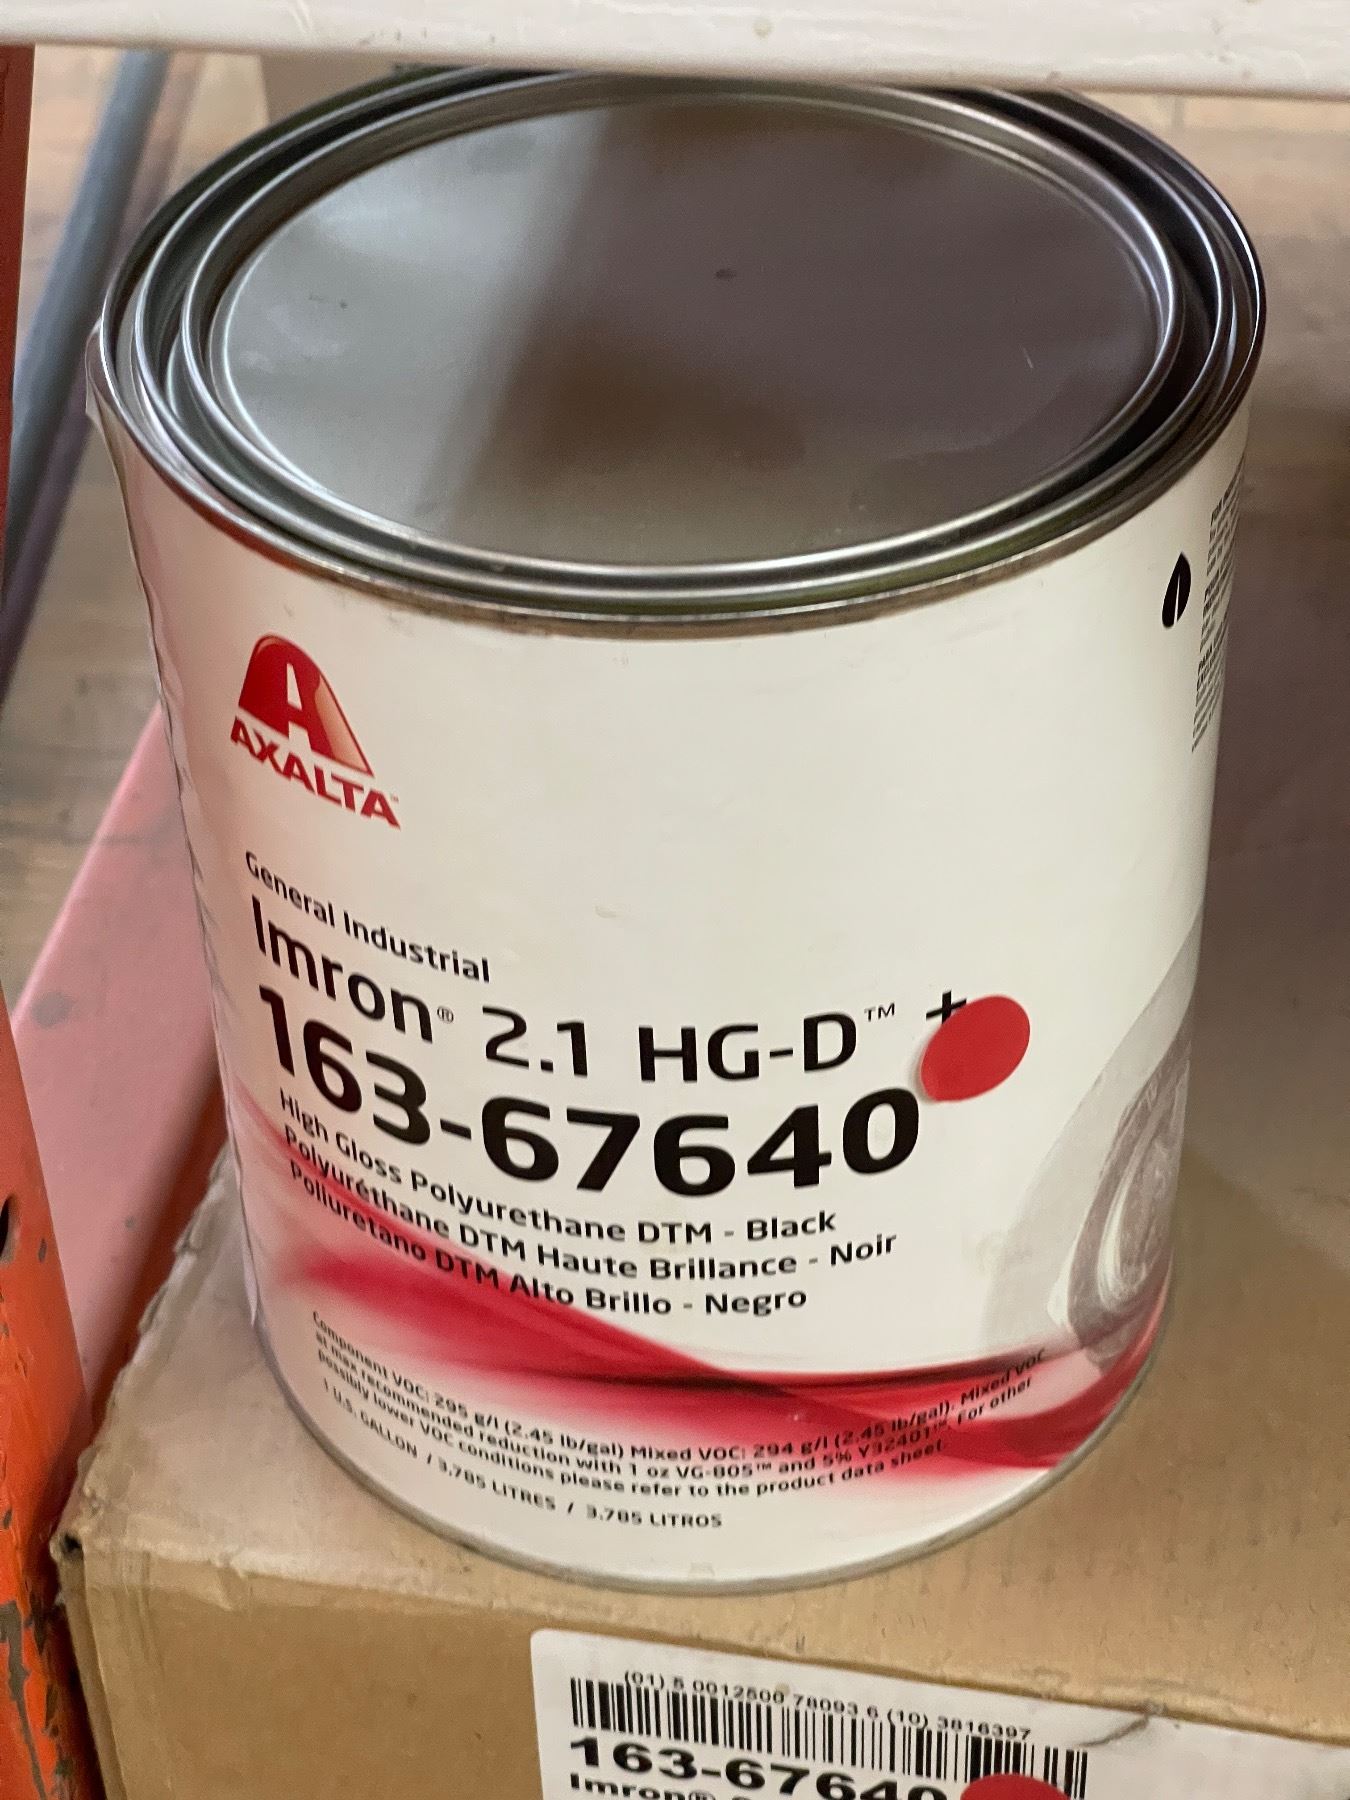 A
AXALTA™
General Industrial
Imron® 2.1 HG-D™ +
163-67640
High Gloss Polyurethane DTM - Black
Polyuréthane DTM Haute Brillance - Noir
Poliuretano DTM Alto Brillo - Negro
Component VOC: 295 g/l (2.45 lb/gal) Mixed VOC: 294 g/l (2.45 lb/gal). Mixed VOC
at max recommended reduction with 1 oz VG-805™ and 5% Y32401™. For other
possibly lower VOC conditions please refer to the product data sheet.
1 U.S. GALLON / 3.785 LITRES / 3.785 LITROS
(01) 5 0012500 78093 6 (10) 3816397
163-67640
Imron®